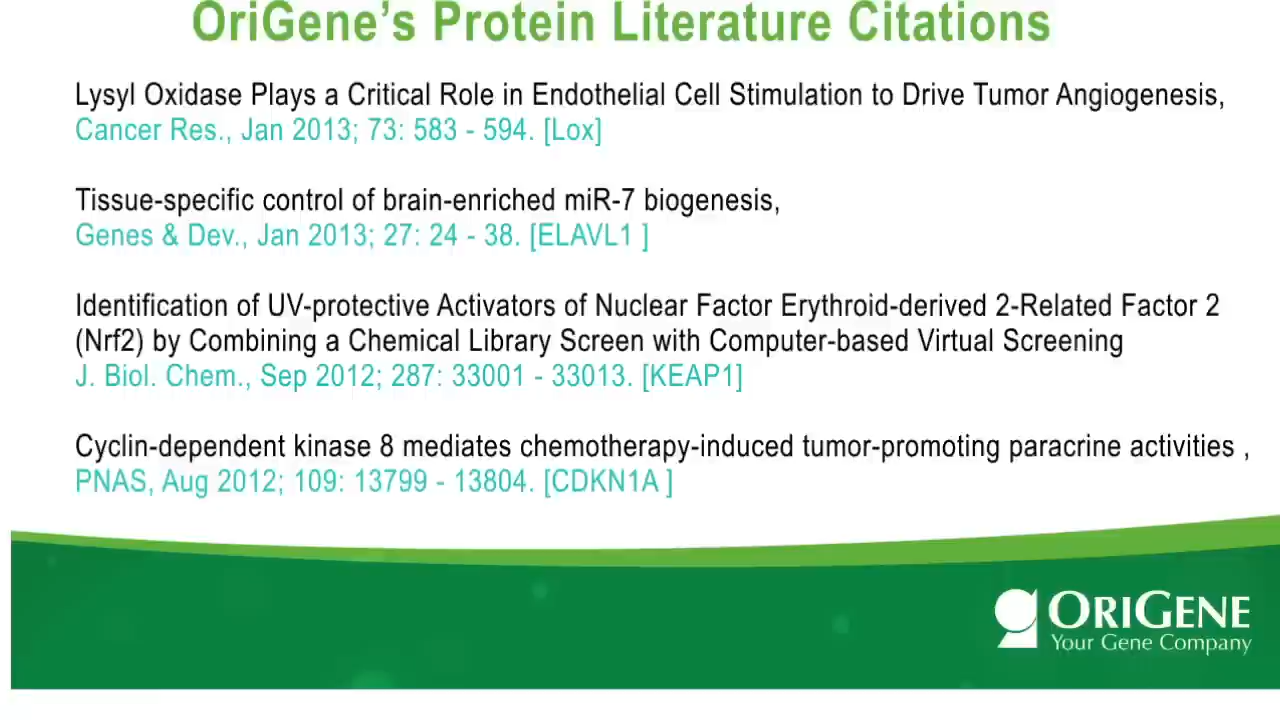 OriGene’s Protein Literature Citations
Lysyl Oxidase Plays a Critical Role in Endothelial Cell Stimulation to Drive Tumor Angiogenesis,
Cancer Res., Jan 2013; 73: 583 - 594. [Lox]
Tissue-specific control of brain-enriched miR-7 biogenesis,
Genes & Dev., Jan 2013; 27: 24 - 38. [ELAVL1 ]
Identification of UV-protective Activators of Nuclear Factor Erythroid-derived 2-Related Factor 2
(Nrf2) by Combining a Chemical Library Screen with Computer-based Virtual Screening
J. Biol. Chem., Sep 2012; 287: 33001 - 33013. [KEAP1]
Cyclin-dependent kinase 8 mediates chemotherapy-induced tumor-promoting paracrine activities ,
PNAS, Aug 2012; 109: 13799 - 13804. [CDKN1A ]
ORIGENE
Your Gene Company